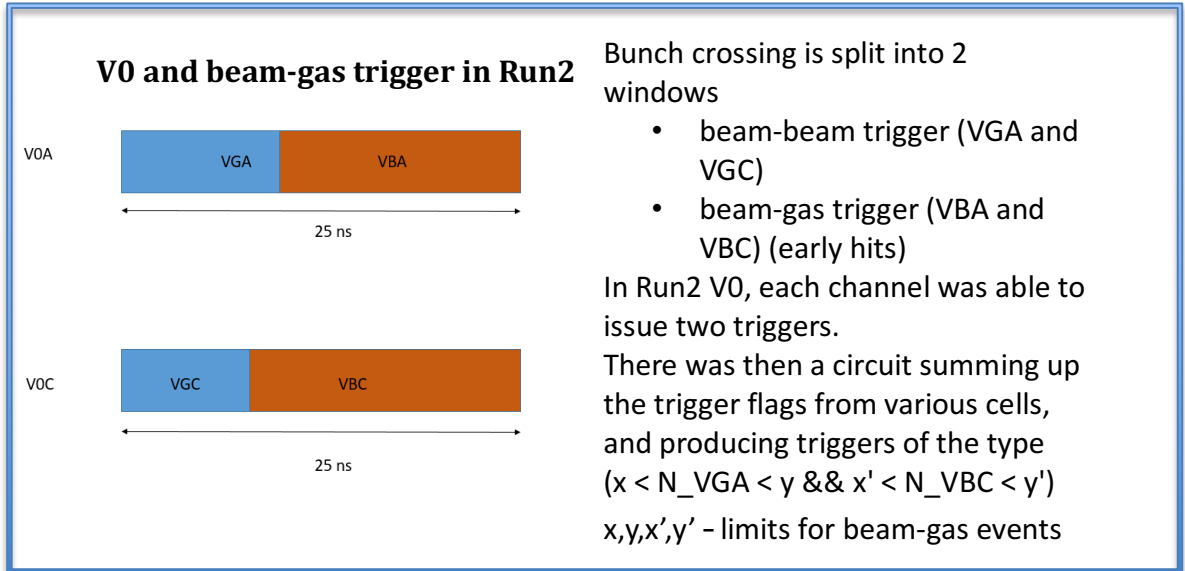 V0 and beam-gas trigger in Run2
V0A
VGA
VBA
25 ns
V0C
VGC
VBC
25 ns
Bunch crossing is split into 2
windows
• beam-beam trigger (VGA and
VGC)
• beam-gas trigger (VBA and
VBC) (early hits)
In Run2 V0, each channel was able to
issue two triggers.
There was then a circuit summing up
the trigger flags from various cells,
and producing triggers of the type
(x < N_VGA < y && x' < N_VBC < y')
x,y,x’,y’ – limits for beam-gas events